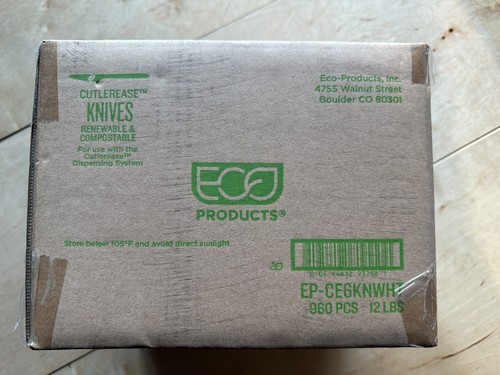 CUTLEREASE™
KNIVES
RENEWABLE &
COMPOSTABLE
For use with the
Cutlerease™
Dispensing System
Eco-Products, Inc.
4755 Walnut Street
Boulder CO 80301
ECO
PRODUCTS®
Store below 105°F and avoid direct sunlight
EP-CE6KNWHT
960 PCS - 12 LBS